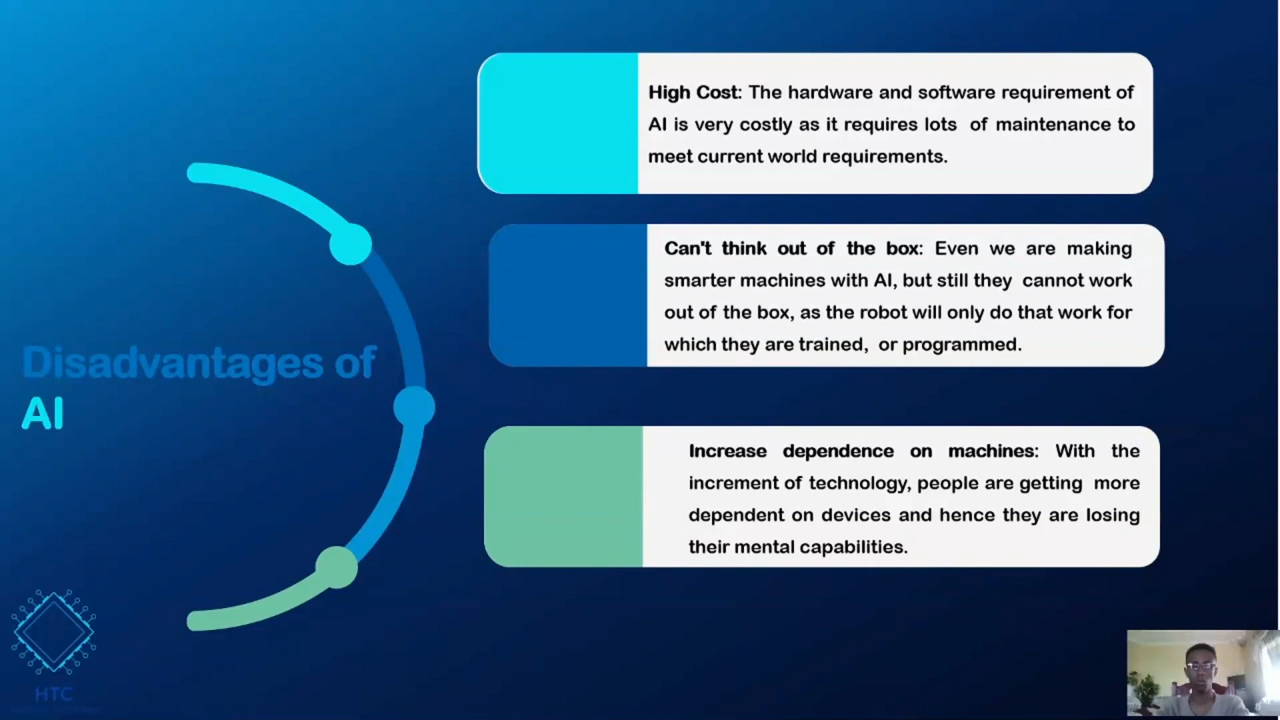 High Cost: The hardware and software requirement of
AI is very costly as it requires lots of maintenance to
meet current world requirements.
Can't think out of the box: Even we are making
smarter machines with AI, but still they cannot work
out of the box, as the robot will only do that work for
which they are trained, or programmed.
Disadvantages of
AI
Increase dependence on machines: With the
increment of technology, people are getting more
dependent on devices and hence they are losing
their mental capabilities.
HTC